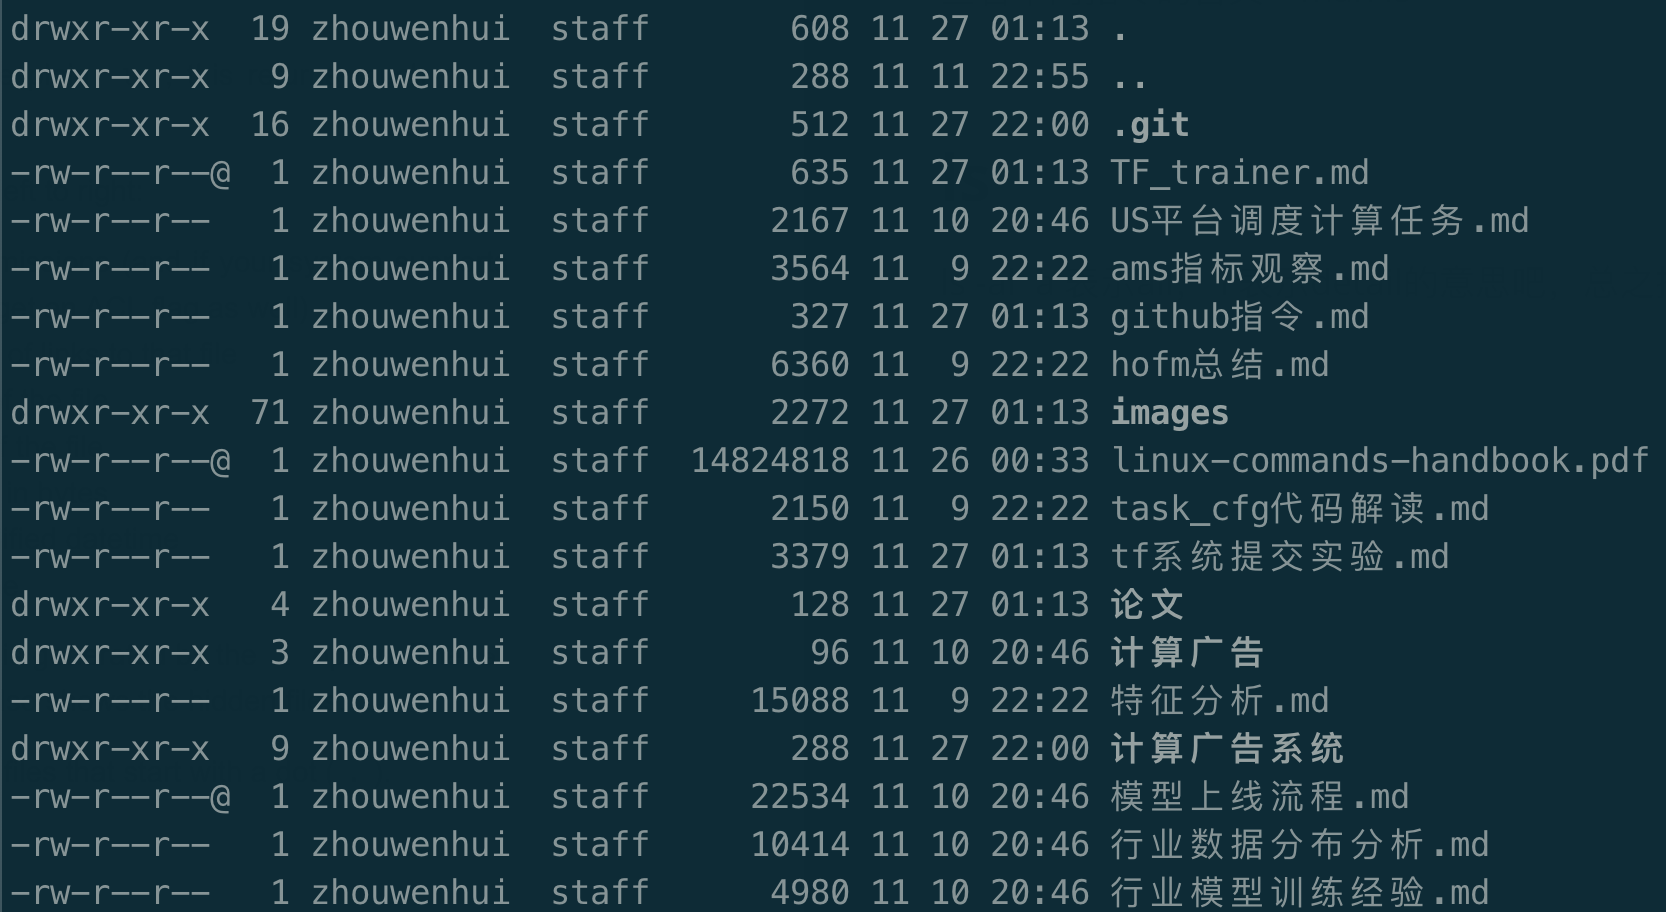 drwxr-xr-x  19 zhouwenhui  staff       608 11 27 01:13 .
drwxr-xr-x   9 zhouwenhui  staff       288 11 11 22:55 ..
drwxr-xr-x  16 zhouwenhui  staff       512 11 27 22:00 .git
-rw-r--r--@  1 zhouwenhui  staff       635 11 27 01:13 TF_trainer.md
-rw-r--r--   1 zhouwenhui  staff      2167 11 10 20:46 US平台调度计算任务.md
-rw-r--r--   1 zhouwenhui  staff      3564 11  9 22:22 ams指标观察.md
-rw-r--r--   1 zhouwenhui  staff       327 11 27 01:13 github指令.md
-rw-r--r--   1 zhouwenhui  staff      6360 11  9 22:22 hofm总结.md
drwxr-xr-x  71 zhouwenhui  staff      2272 11 27 01:13 images
-rw-r--r--@  1 zhouwenhui  staff  14824818 11 26 00:33 linux-commands-handbook.pdf
-rw-r--r--   1 zhouwenhui  staff      2150 11  9 22:22 task_cfg代码解读.md
-rw-r--r--   1 zhouwenhui  staff      3379 11 27 01:13 tf系统提交实验.md
drwxr-xr-x   4 zhouwenhui  staff       128 11 27 01:13 论文
drwxr-xr-x   3 zhouwenhui  staff        96 11 10 20:46 计算广告
-rw-r--r--   1 zhouwenhui  staff     15088 11  9 22:22 特征分析.md
drwxr-xr-x   9 zhouwenhui  staff       288 11 27 22:00 计算广告系统
-rw-r--r--@  1 zhouwenhui  staff     22534 11 10 20:46 模型上线流程.md
-rw-r--r--   1 zhouwenhui  staff     10414 11 10 20:46 行业数据分布分析.md
-rw-r--r--   1 zhouwenhui  staff      4980 11 10 20:46 行业模型训练经验.md